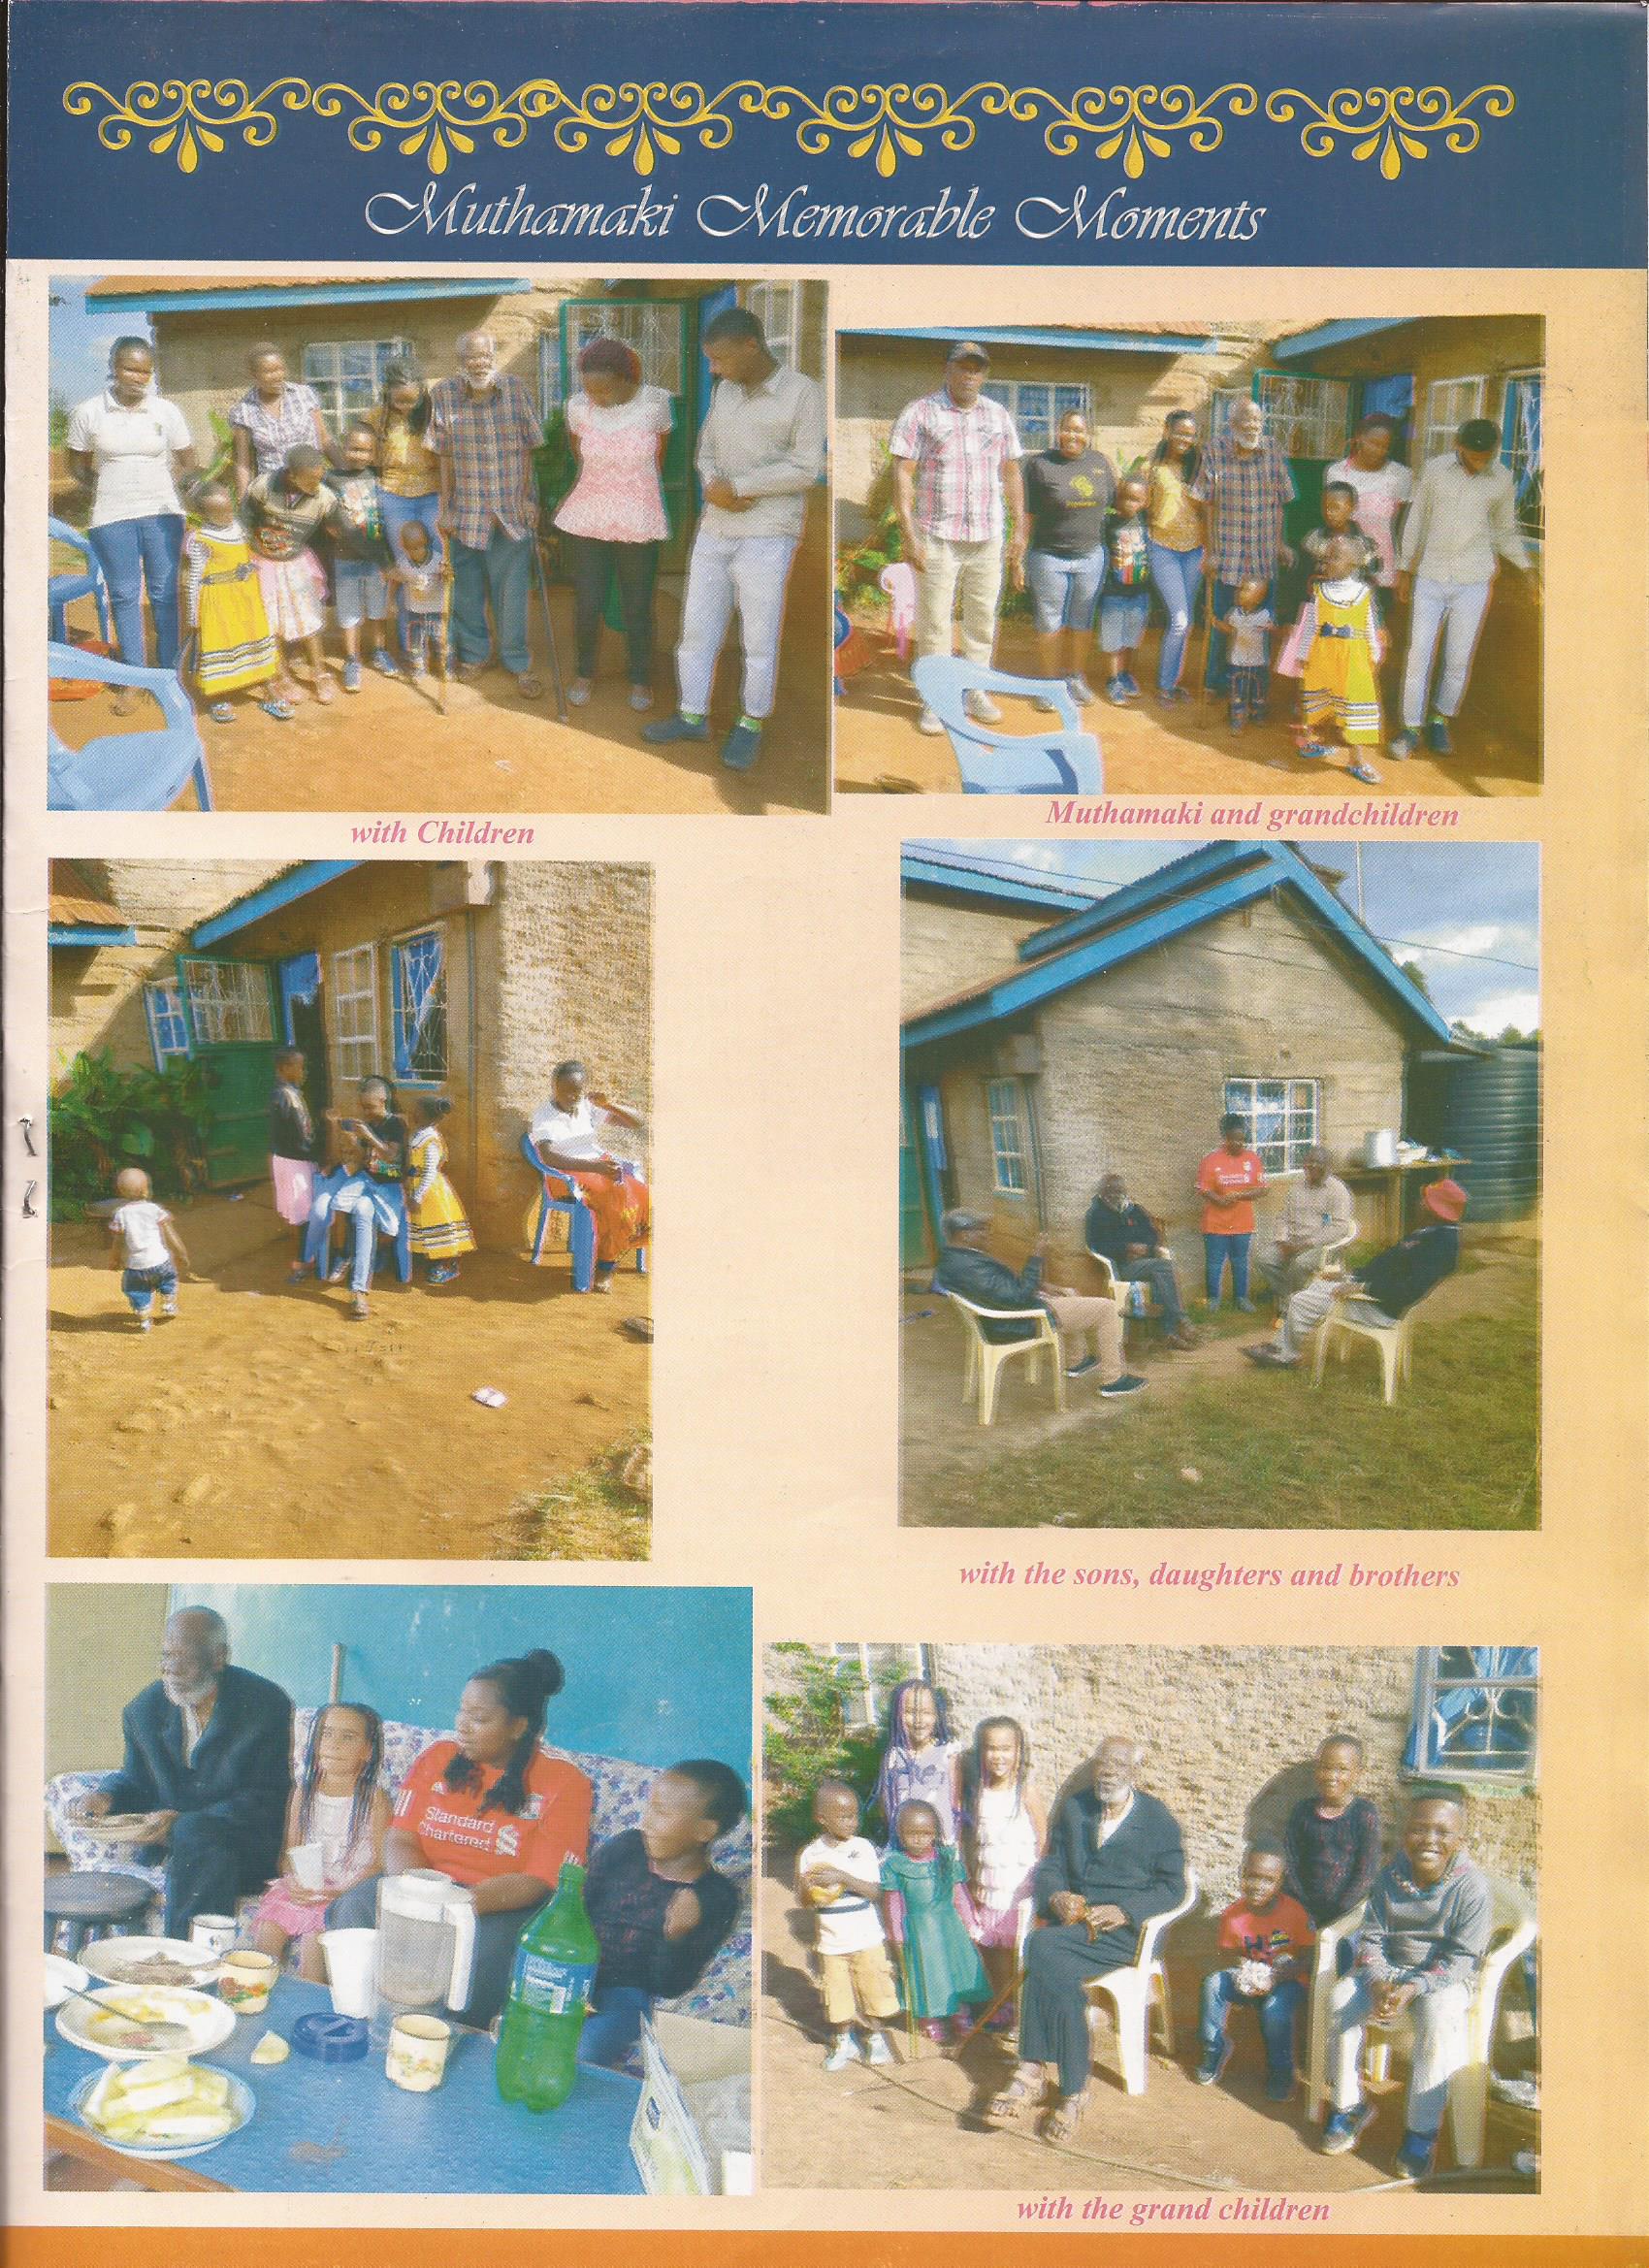 Muthamaki Memorable Moments
with Children
Muthamaki and grandchildren
with the sons, daughters and brothers
Standard
Chartered
with the grand children